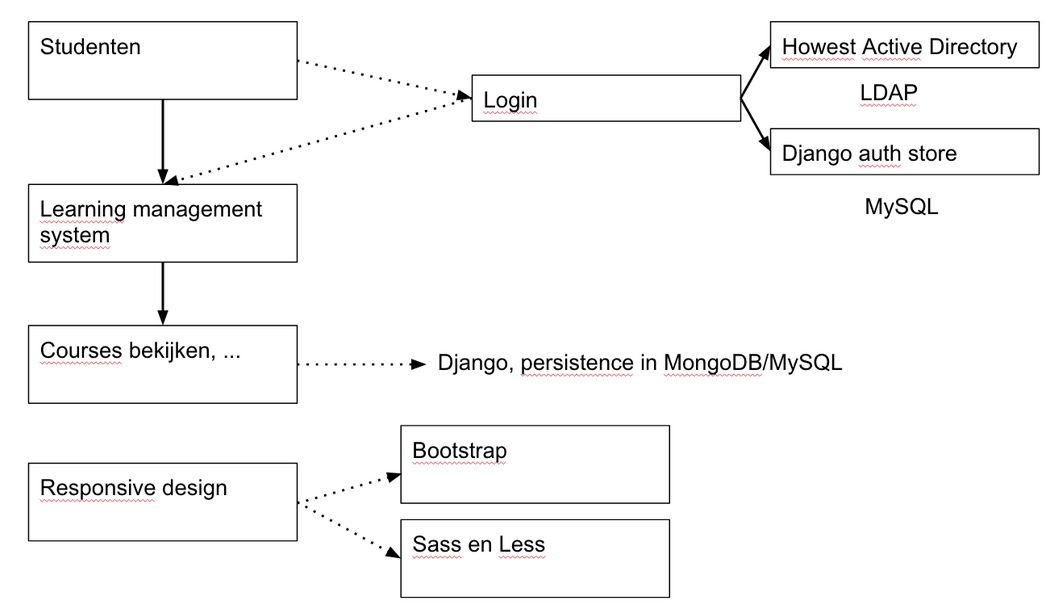 Studenten
Howest Active Directory
Login
LDAP
Django auth store
Learning management
system
MySQL
Courses bekijken, ...
Django, persistence in MongoDB/MySQL
Bootstrap
Responsive design
Sass en Less